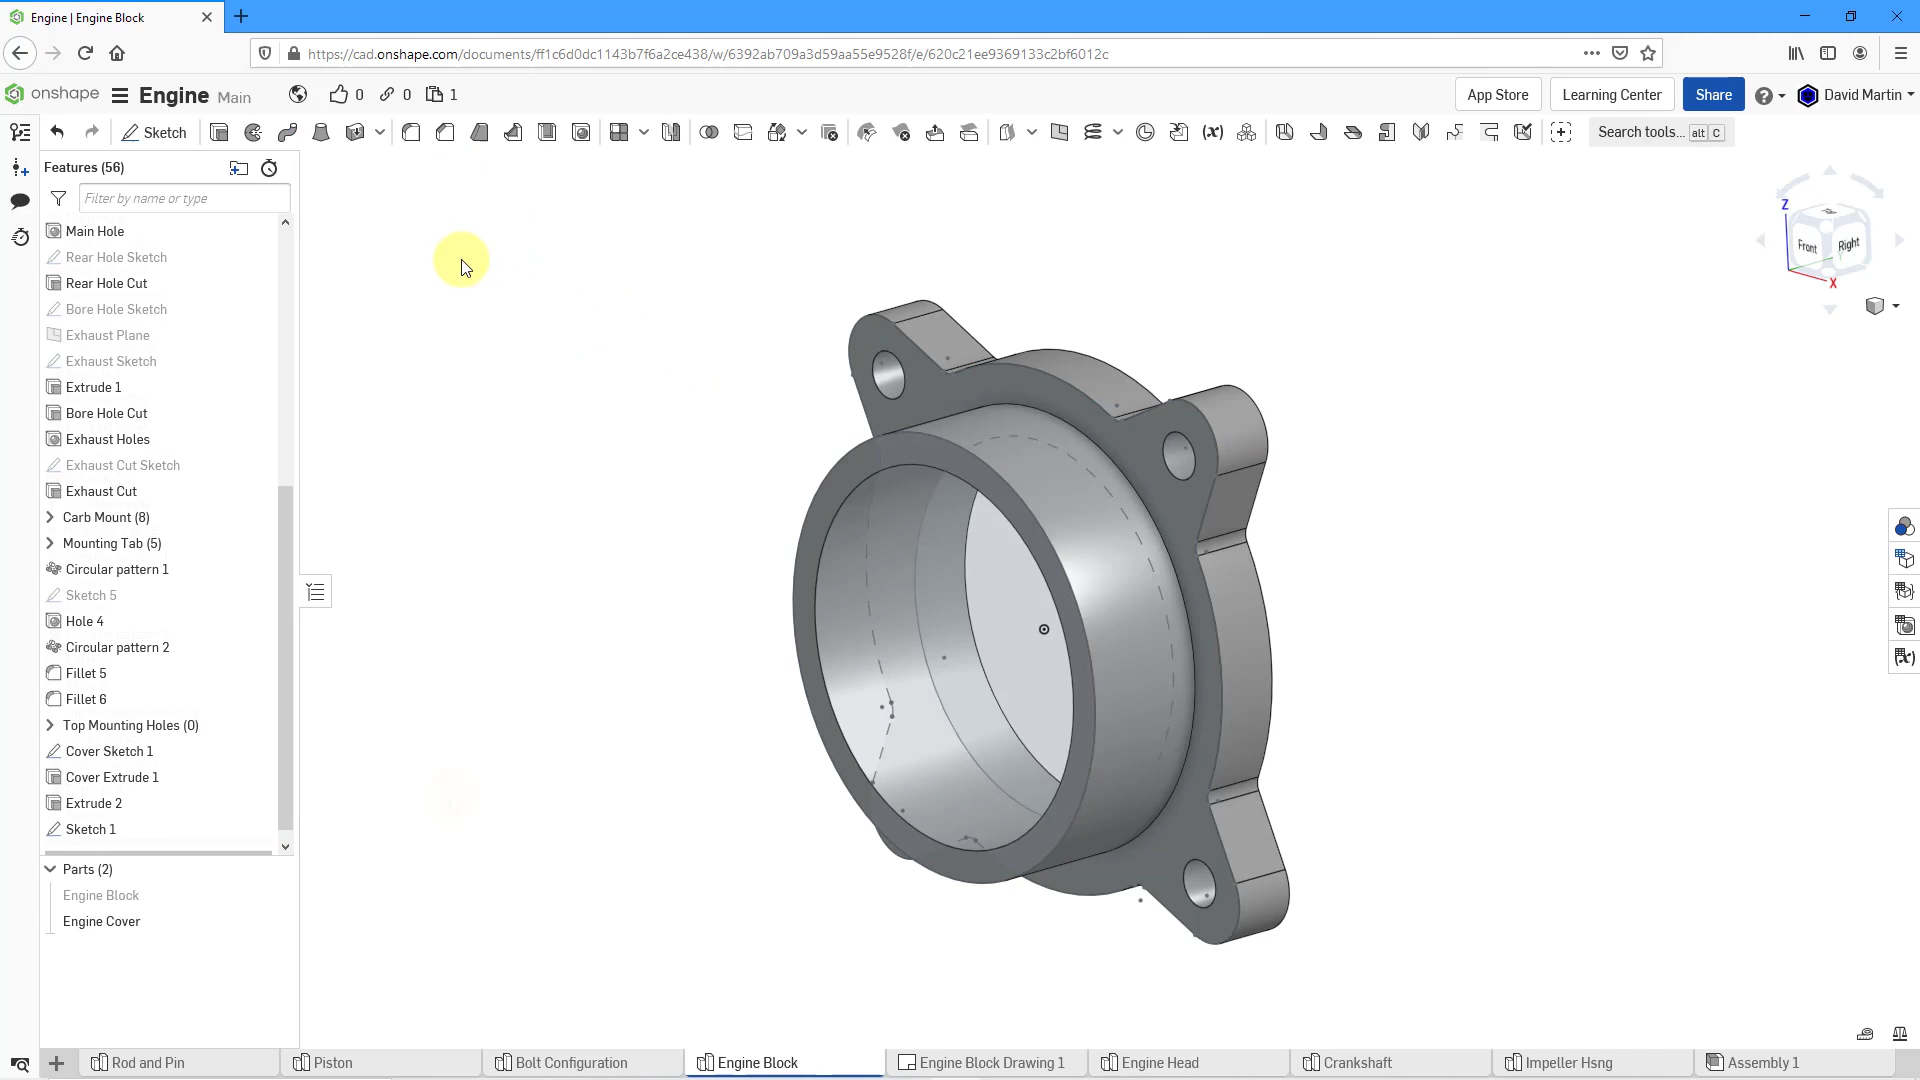 Engine | Engine Block
https://cad.onshape.com/documents/ff1c6d0dc1143b7f6a2ce438/w/6392ab709a3d59aa55e9528f/e/620c21ee9369133c2bf6012c
onshape Engine Main 0 0 1 App Store Learning Center Share David Martin
Sketch Search tools... alt C
Features (56)
Filter by name or type
Main Hole
Rear Hole Sketch
Rear Hole Cut
Bore Hole Sketch
Exhaust Plane
Exhaust Sketch
Extrude 1
Bore Hole Cut
Exhaust Holes
Exhaust Cut Sketch
Exhaust Cut
Carb Mount (8)
Mounting Tab (5)
Circular pattern 1
Sketch 5
Hole 4
Circular pattern 2
Fillet 5
Fillet 6
Top Mounting Holes (0)
Cover Sketch 1
Cover Extrude 1
Extrude 2
Sketch 1
Parts (2)
Engine Block
Engine Cover
Z
Front Right
X
Rod and Pin Piston Bolt Configuration Engine Block Engine Block Drawing 1 Engine Head Crankshaft Impeller Hsng Assembly 1